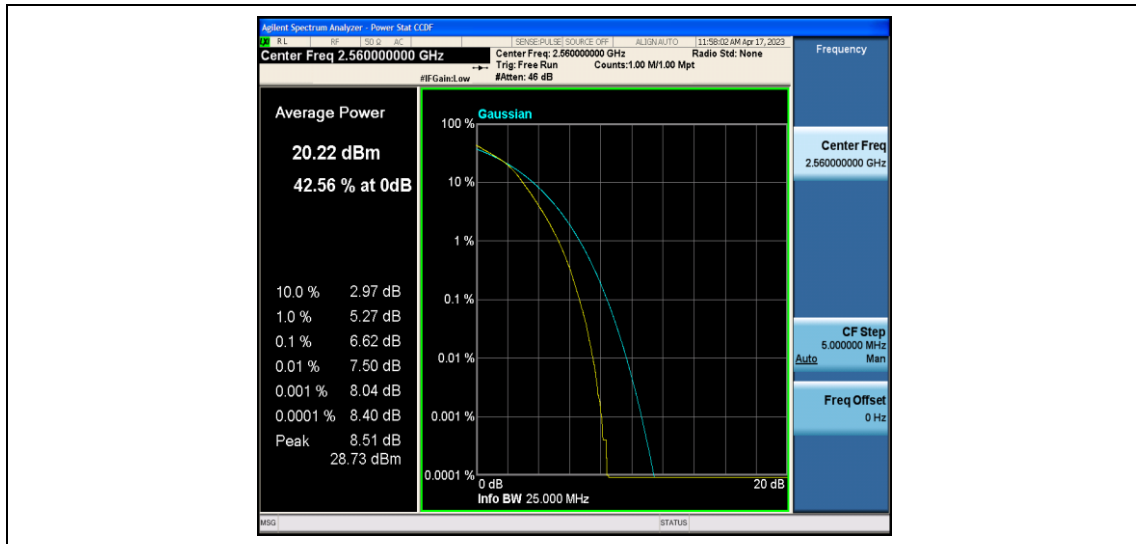 Agilent Spectrum Analyzer - Power Stat CCDF
RL RF 50 Ω AC SENSE:PULSE SOURCE OFF ALIGN AUTO 11:58:02 AM Apr 17, 2023
Center Freq 2.560000000 GHz
Center Freq: 2.560000000 GHz Radio Std: None
Trig: Free Run Counts:1.00 M/1.00 Mpt
#IFGain:Low #Atten: 46 dB
Average Power
20.22 dBm
42.56 % at 0dB
10.0 % 2.97 dB
1.0 % 5.27 dB
0.1 % 6.62 dB
0.01 % 7.50 dB
0.001 % 8.04 dB
0.0001 % 8.40 dB
Peak 8.51 dB
28.73 dBm
Gaussian
100 %
10 %
1 %
0.1 %
0.01 %
0.001 %
0.0001 %
0 dB 20 dB
Info BW 25.000 MHz
Frequency
Center Freq
2.560000000 GHz
CF Step
5.000000 MHz
Auto Man
Freq Offset
0 Hz
MSG STATUS